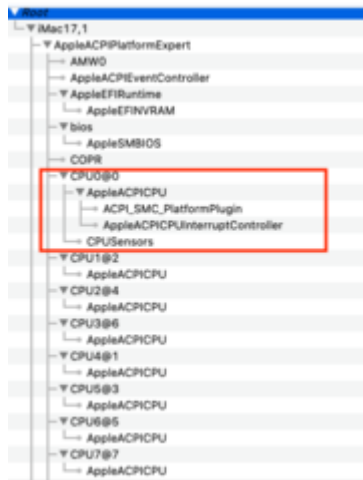 Root
iMac17,1
AppleACPIPlatformExpert
AMW0
AppleACPIEventController
AppleEFIRuntime
AppleEFINVRAM
bios
AppleSMBIOS
COPR
CPU0@0
AppleACPICPU
ACPI_SMC_PlatformPlugin
AppleACPICPUInterruptController
CPUSensors
CPU1@2
AppleACPICPU
CPU2@4
AppleACPICPU
CPU3@6
AppleACPICPU
CPU4@1
AppleACPICPU
CPU5@3
AppleACPICPU
CPU6@5
AppleACPICPU
CPU7@7
AppleACPICPU